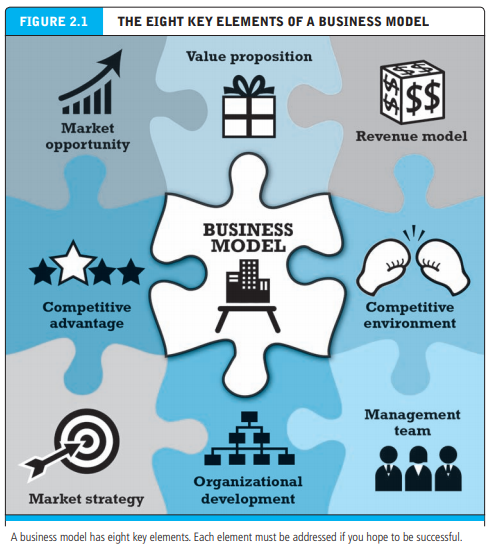 FIGURE 2.1 THE EIGHT KEY ELEMENTS OF A BUSINESS MODEL
Value proposition
Market
opportunity
$$ $$ $$
Revenue model
BUSINESS
MODEL
Competitive
advantage
Competitive
environment
Market strategy
Organizational
development
Management
team
A business model has eight key elements. Each element must be addressed if you hope to be successful.